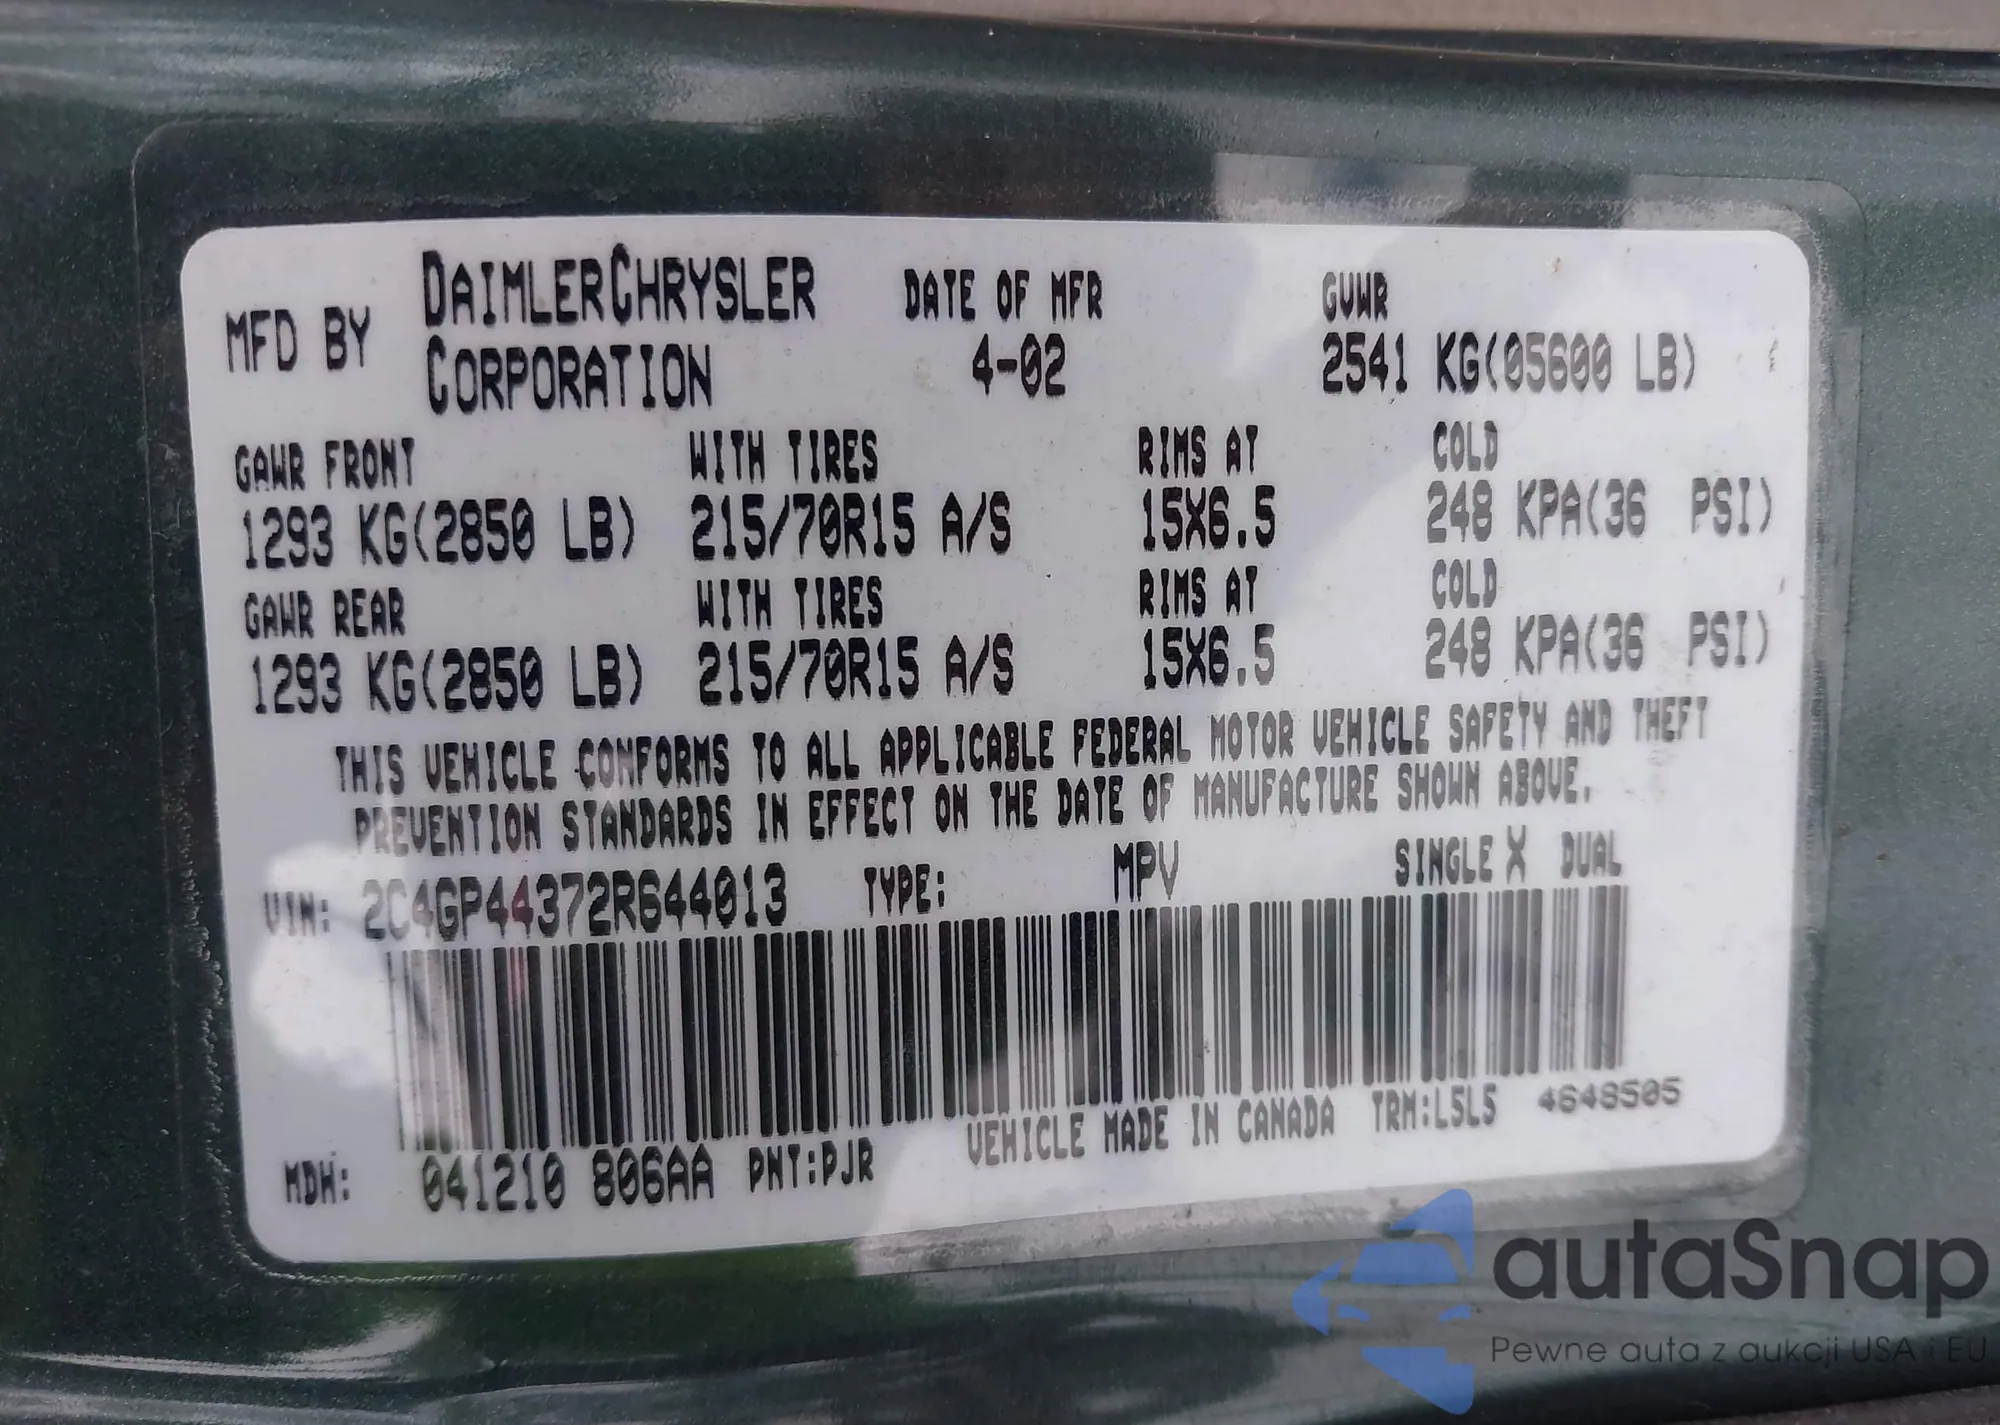 MFD BY DAIMLERCHRYSLER CORPORATION DATE OF MFR 4-02 GVWR 2541 KG(05600 LB)
GAWR FRONT WITH TIRES RIMS AT COLD
1293 KG(2850 LB) 215/70R15 A/S 15X6.5 248 KPA(36 PSI)
GAWR REAR WITH TIRES RIMS AT COLD
1293 KG(2850 LB) 215/70R15 A/S 15X6.5 248 KPA(36 PSI)
THIS VEHICLE CONFORMS TO ALL APPLICABLE FEDERAL MOTOR VEHICLE SAFETY AND THEFT
PREVENTION STANDARDS IN EFFECT ON THE DATE OF MANUFACTURE SHOWN ABOVE.
VIN: 2C4GP44372R644013 TYPE: MPV SINGLE X DUAL
MDH: 041210 806AA PNT:PJR VEHICLE MADE IN CANADA TRM:L5L5 4648505
autaSnap
Pewne auta z aukcji USA i EU